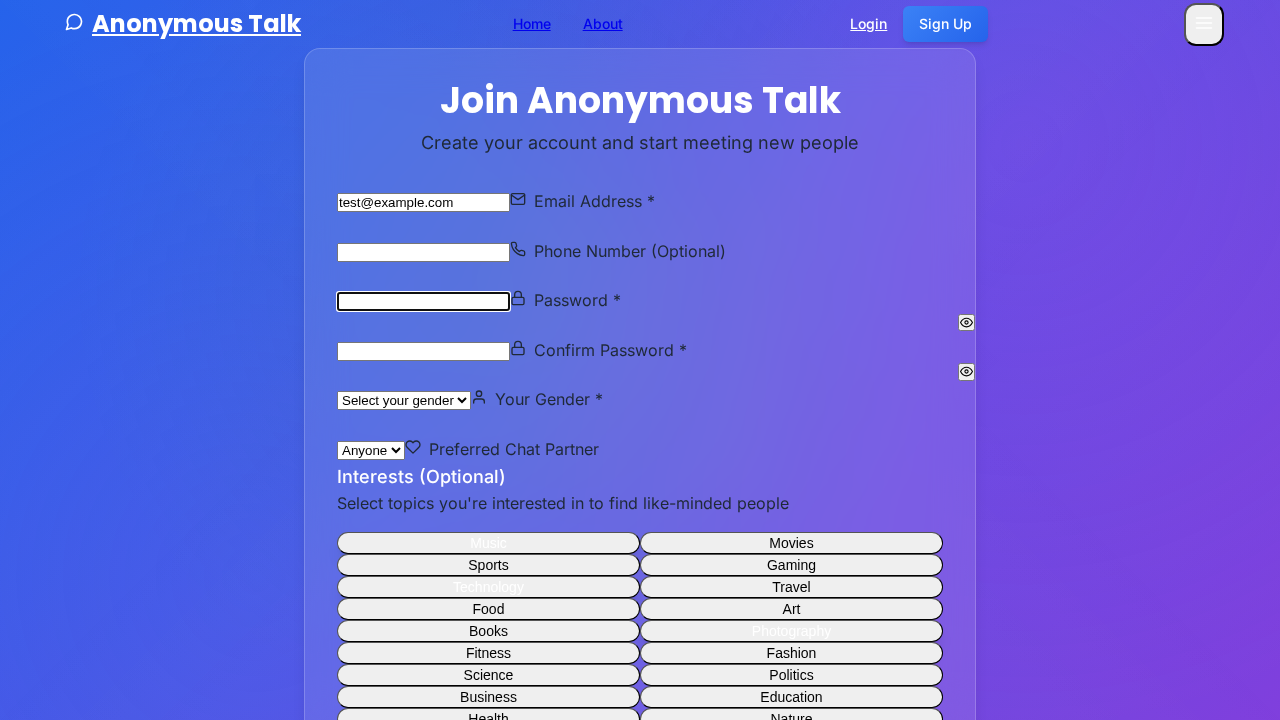 Anonymous Talk
Home
About
Login
Sign Up
Join Anonymous Talk
Create your account and start meeting new people
test@example.com
Email Address *
Phone Number (Optional)
Password *
Confirm Password *
Select your gender
Your Gender *
Anyone
Preferred Chat Partner
Interests (Optional)
Select topics you're interested in to find like-minded people
Music
Movies
Sports
Gaming
Technology
Travel
Food
Art
Books
Photography
Fitness
Fashion
Science
Politics
Business
Education
Health
Nature